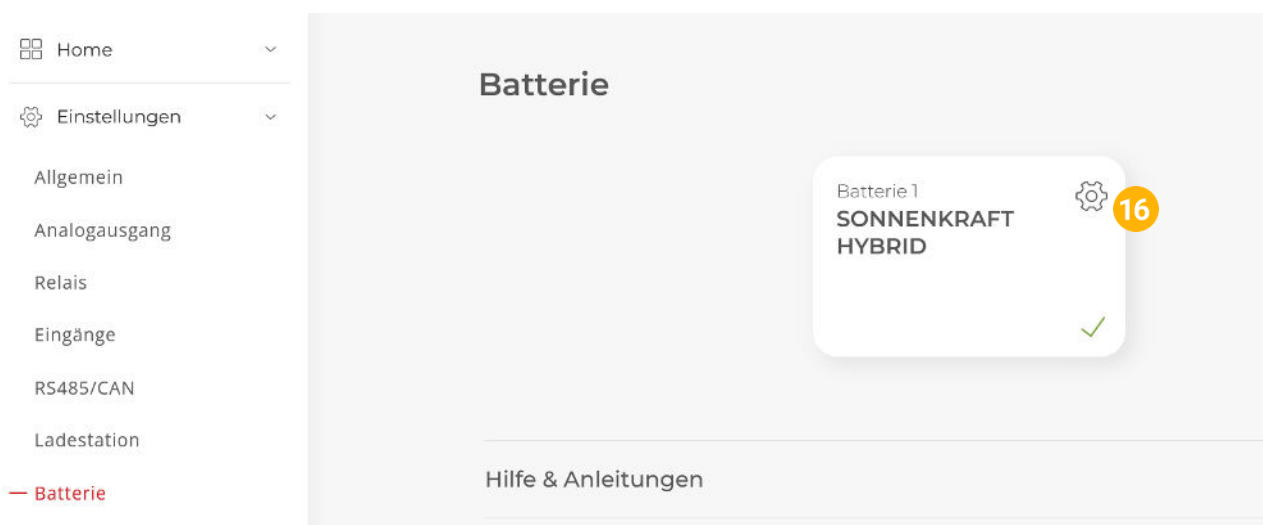 Home
Einstellungen
Allgemein
Analogausgang
Relais
Eingänge
RS485/CAN
Ladestation
Batterie
Batterie
Batterie 1
SONNENKRAFT
HYBRID
16
Hilfe & Anleitungen